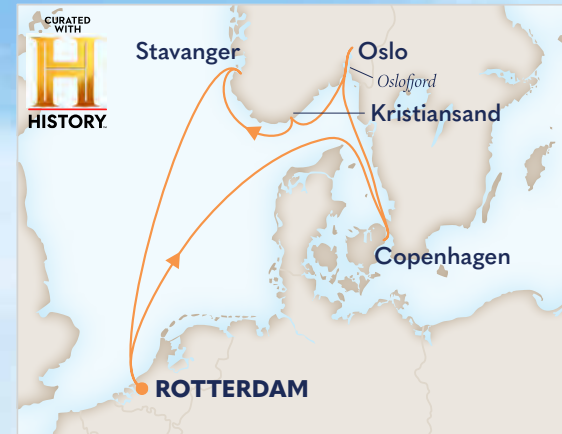 CURATED
WITH
H
HISTORY
Stavanger
Oslo
Oslofjord
Kristiansand
Copenhagen
ROTTERDAM